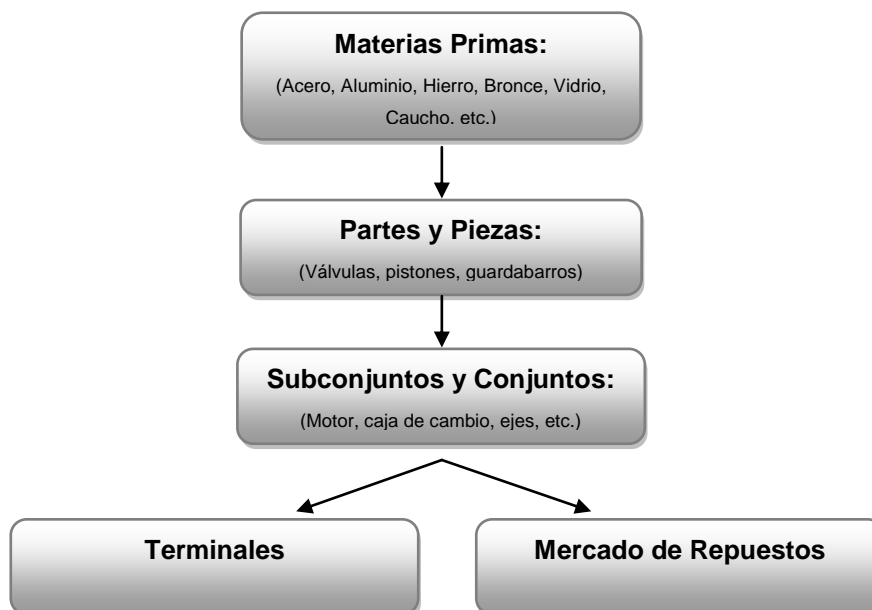 Materias Primas:
(Acero, Aluminio, Hierro, Bronce, Vidrio,
Caucho. etc.)
Partes y Piezas:
(Válvulas, pistones, guardabarros)
Subconjuntos y Conjuntos:
(Motor, caja de cambio, ejes, etc.)
Terminales
Mercado de Repuestos